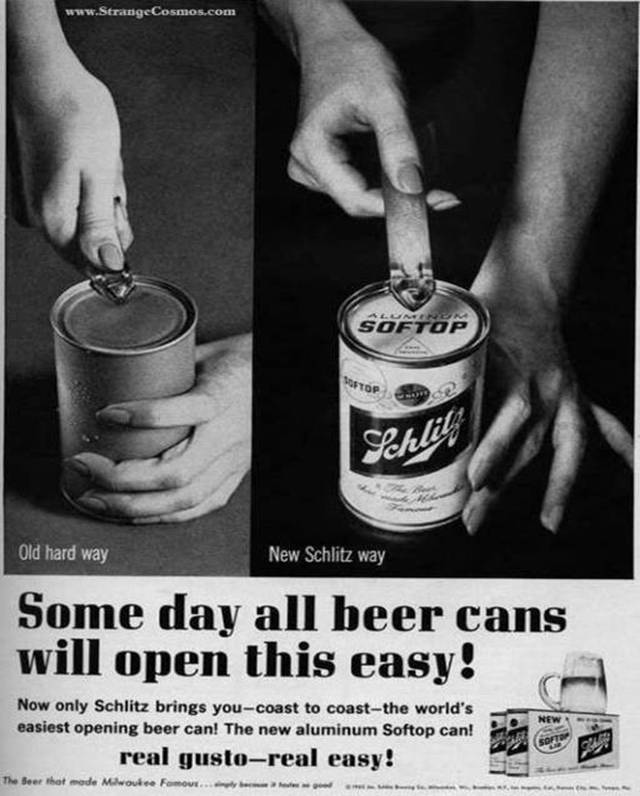 www.StrangeCosmos.com
ALUMINUM
SOFTOP
SOFTOP
Schlitz
The Beer
that made Milwaukee
Famous
Old hard way
New Schlitz way
Some day all beer cans
will open this easy!
Now only Schlitz brings you—coast to coast—the world's
easiest opening beer can! The new aluminum Softop can!
real gusto—real easy!
NEW
SOFTOP
Schlitz
The Beer that made Milwaukee Famous... simply because it tastes so good